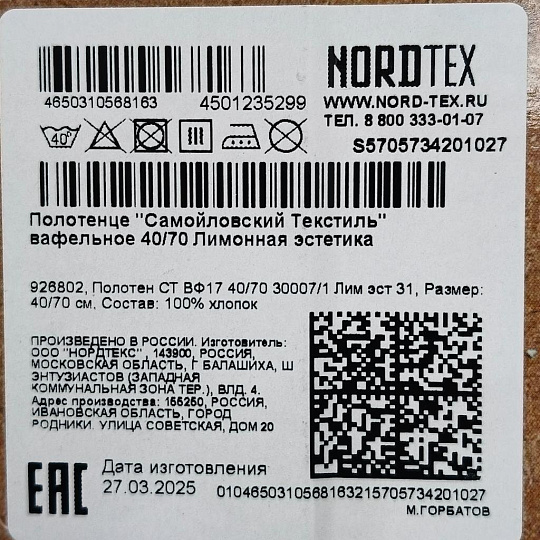 NORDTEX
4650310568163 4501235299
WWW.NORD-TEX.RU
ТЕЛ. 8 800 333-01-07
40°
S5705734201027
Полотенце "Самойловский Текстиль"
вафельное 40/70 Лимонная эстетика
926802, Полотен СТ ВФ17 40/70 30007/1 Лим эст 31, Размер:
40/70 см, Состав: 100% хлопок
ПРОИЗВЕДЕНО В РОССИИ. Изготовитель:
ООО "НОРДТЕКС" , 143900, РОССИЯ,
МОСКОВСКАЯ ОБЛАСТЬ, Г БАЛАШИХА, Ш
ЭНТУЗИАСТОВ (ЗАПАДНАЯ
КОММУНАЛЬНАЯ ЗОНА ТЕР.), ВЛД. 4.
Адрес производства: 155250, РОССИЯ,
ИВАНОВСКАЯ ОБЛАСТЬ, ГОРОД
РОДНИКИ, УЛИЦА СОВЕТСКАЯ, ДОМ 20
EAC
Дата изготовления
27.03.2025
0104650310568163215705734201027
М.ГОРБАТОВ